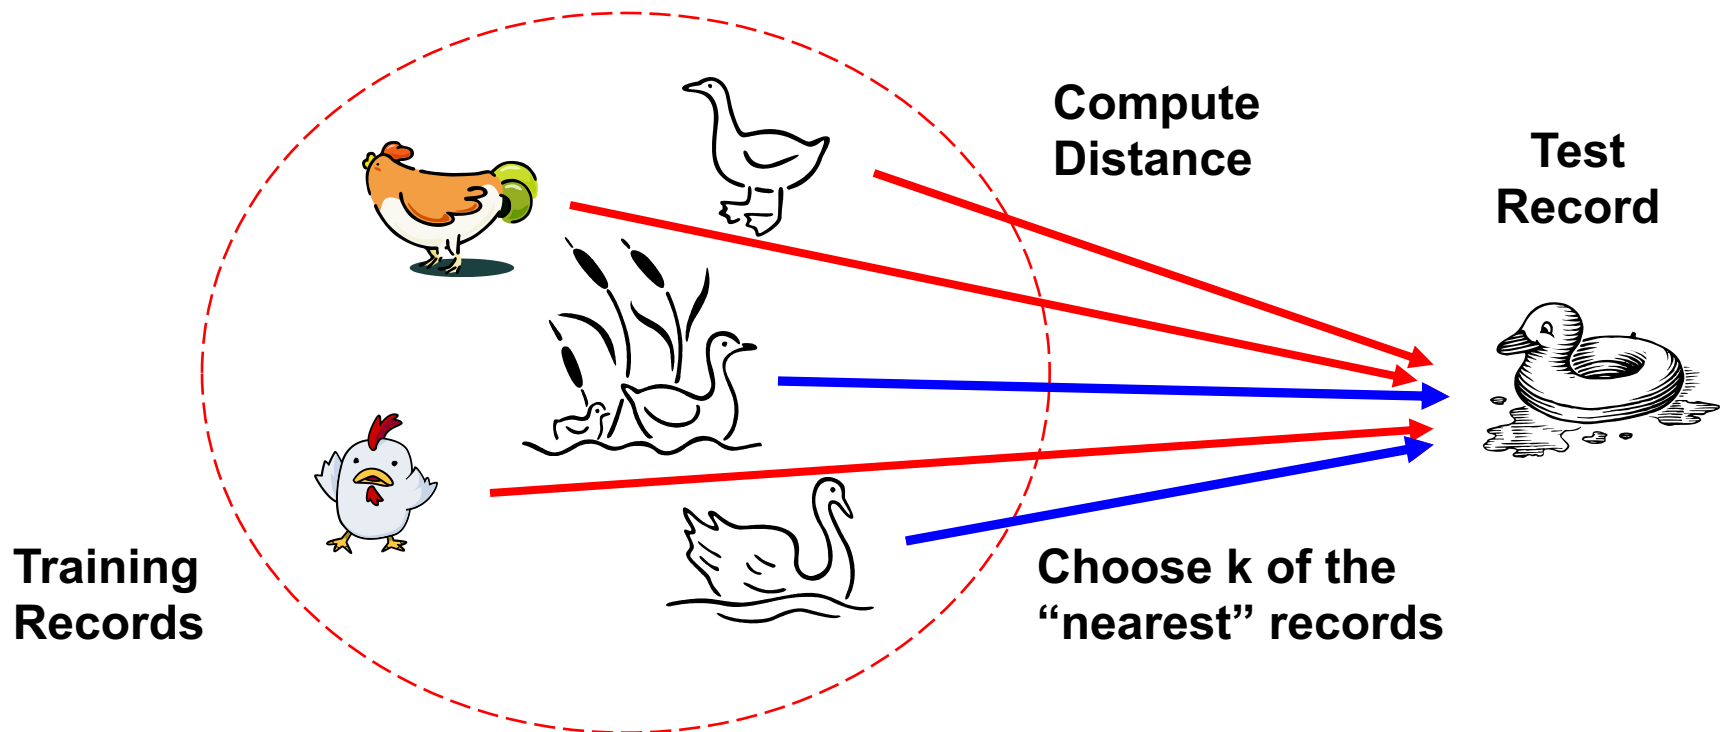 Compute
Distance
Test
Record
Training
Records
Choose k of the
“nearest” records